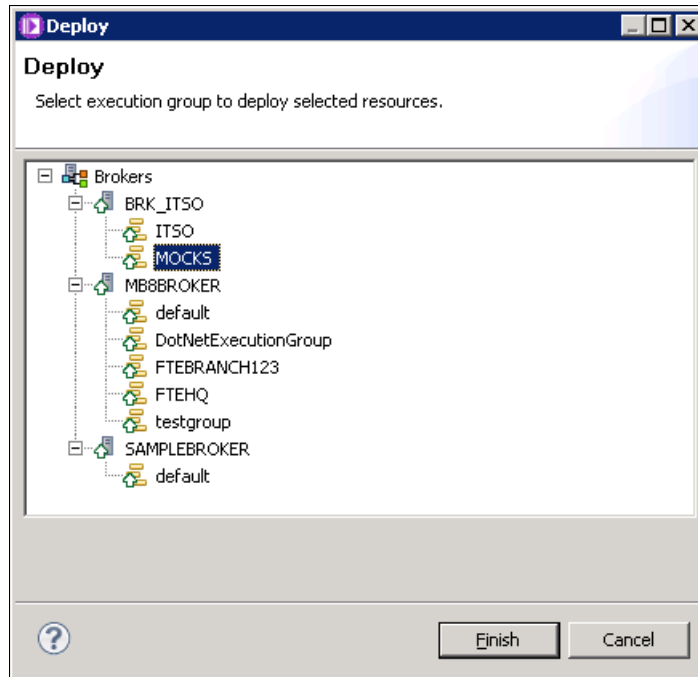 Deploy
Deploy
Select execution group to deploy selected resources.
Brokers
BRK_ITSO
ITSO
MOCKS
MB8BROKER
default
DotNetExecutionGroup
FTEBRANCH123
FTEHQ
testgroup
SAMPLEBROKER
default
?
Finish
Cancel